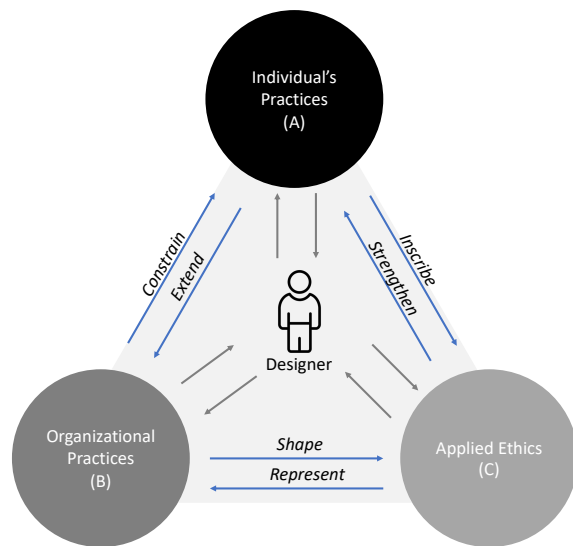 Individual's
Practices
(A)
Constrain
Extend
Strengthen
Inscribe
Designer
Organizational
Practices
(B)
Shape
Represent
Applied Ethics
(C)